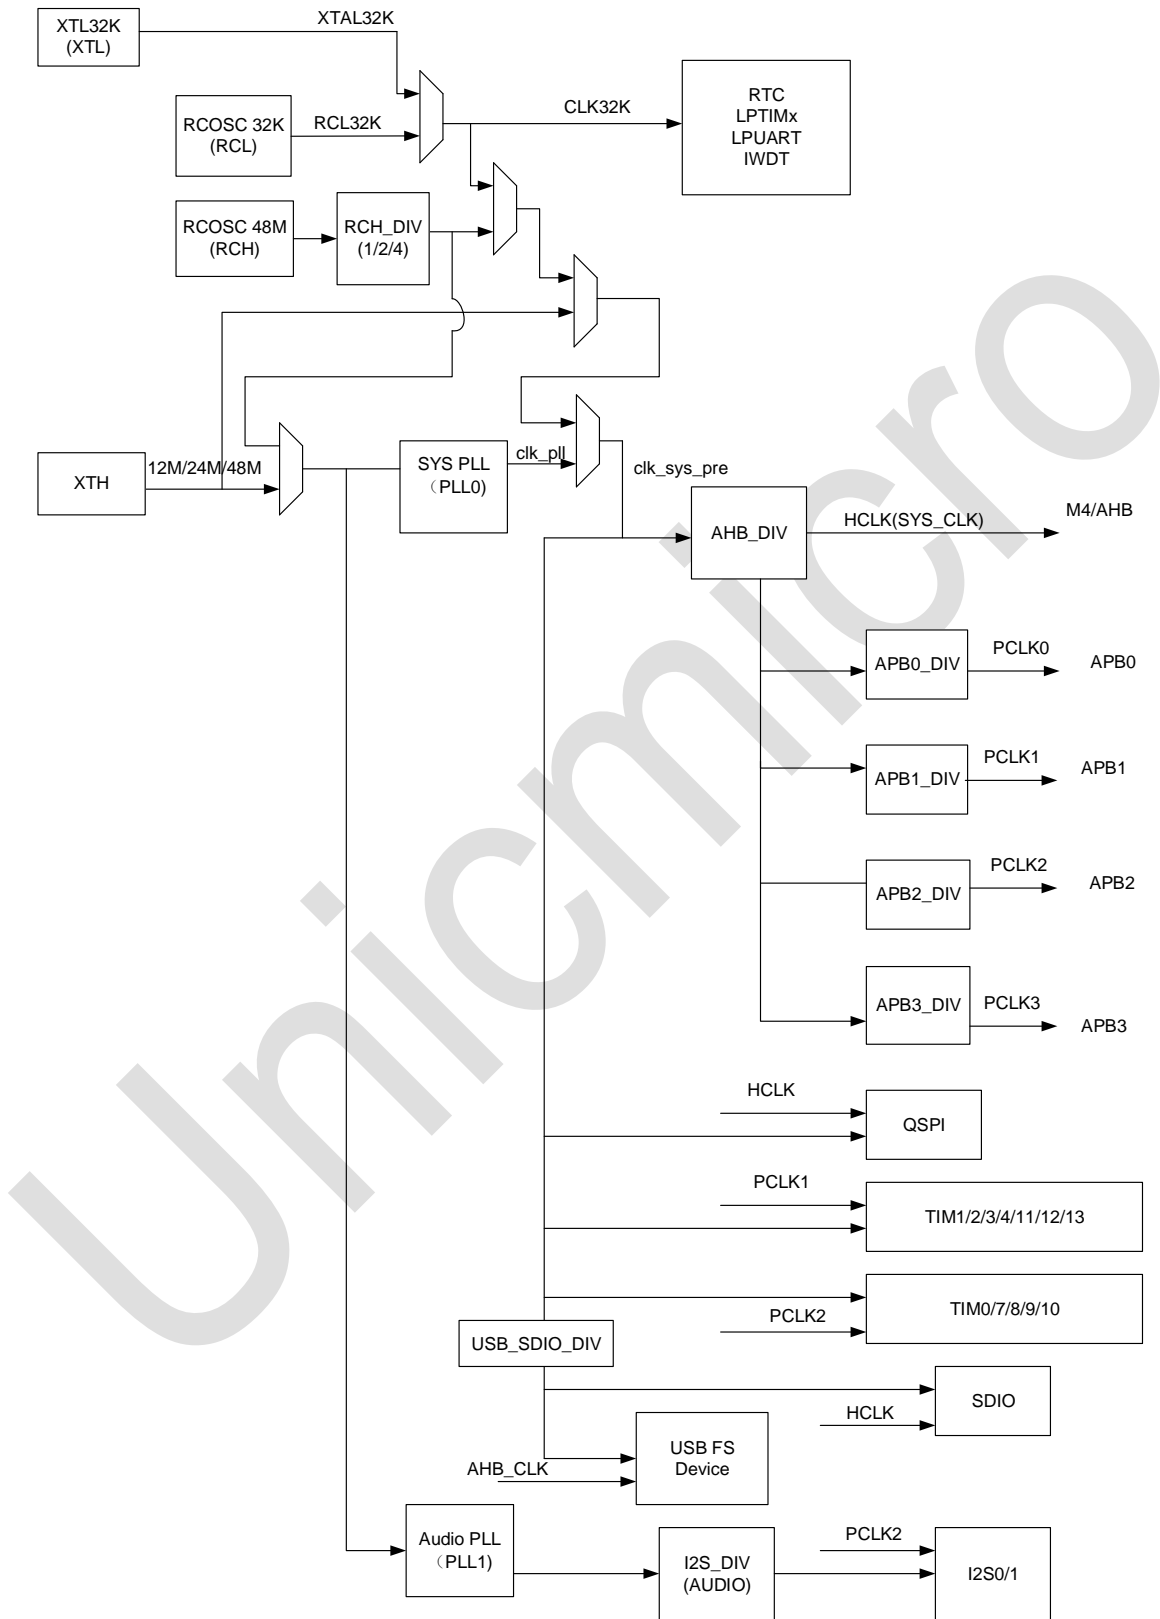 XTL32K
(XTL)
XTAL32K
RCOSC 32K
(RCL)
RCL32K
CLK32K
RTC
LPTIMx
LPUART
IWDT
RCOSC 48M
(RCH)
RCH_DIV
(1/2/4)
XTH
12M/24M/48M
SYS PLL
（PLL0)
clk_pll
clk_sys_pre
AHB_DIV
HCLK(SYS_CLK)
M4/AHB
APB0_DIV
PCLK0
APB0
APB1_DIV
PCLK1
APB1
APB2_DIV
PCLK2
APB2
APB3_DIV
PCLK3
APB3
HCLK
QSPI
PCLK1
TIM1/2/3/4/11/12/13
TIM0/7/8/9/10
PCLK2
USB_SDIO_DIV
SDIO
HCLK
USB FS
Device
AHB_CLK
Audio PLL
（PLL1)
I2S_DIV
(AUDIO)
PCLK2
I2S0/1
Unicmicro